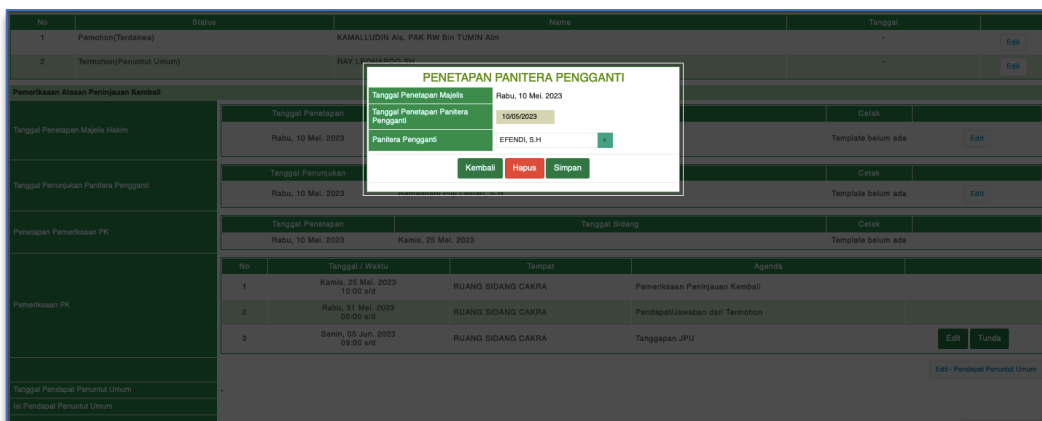 No Status Nama Tanggal
1 Pemohon(Terdakwa) KAMALLUDIN Als. PAK RW Bin TUMIN Alm - Edit
2 Termohon(Penuntut Umum) RAY LEONARDO,SH - Edit
Pemeriksaan Alasan Peninjauan Kembali
PENETAPAN PANITERA PENGGANTI
Tanggal Penetapan Majelis Rabu, 10 Mei. 2023
Tanggal Penetapan Panitera
Pengganti 10/05/2023
Panitera Pengganti EFENDI, S.H
Kembali Hapus Simpan
Tanggal Penetapan Majelis Hakim
Tanggal Penetapan Cetak
Rabu, 10 Mei. 2023 Template belum ada Edit
Tanggal Penunjukan Panitera Pengganti
Tanggal Penunjukan Cetak
Rabu, 10 Mei. 2023 Template belum ada Edit
Penetapan Pemeriksaan PK
Tanggal Penetapan Tanggal Sidang Cetak
Rabu, 10 Mei. 2023 Kamis, 25 Mei. 2023 Template belum ada
Pemeriksaan PK
No Tanggal / Waktu Tempat Agenda
1 Kamis, 25 Mei. 2023
10:00 s/d RUANG SIDANG CAKRA Pemeriksaan Peninjauan Kembali
2 Rabu, 31 Mei. 2023
00:00 s/d RUANG SIDANG CAKRA Pendapat/Jawaban dari Termohon
3 Senin, 05 Jun. 2023
09:00 s/d RUANG SIDANG CAKRA Tanggapan JPU Edit Tunda
Edit - Pendapat Penuntut Umum
Tanggal Pendapat Penuntut Umum -
Isi Pendapat Penuntut Umum